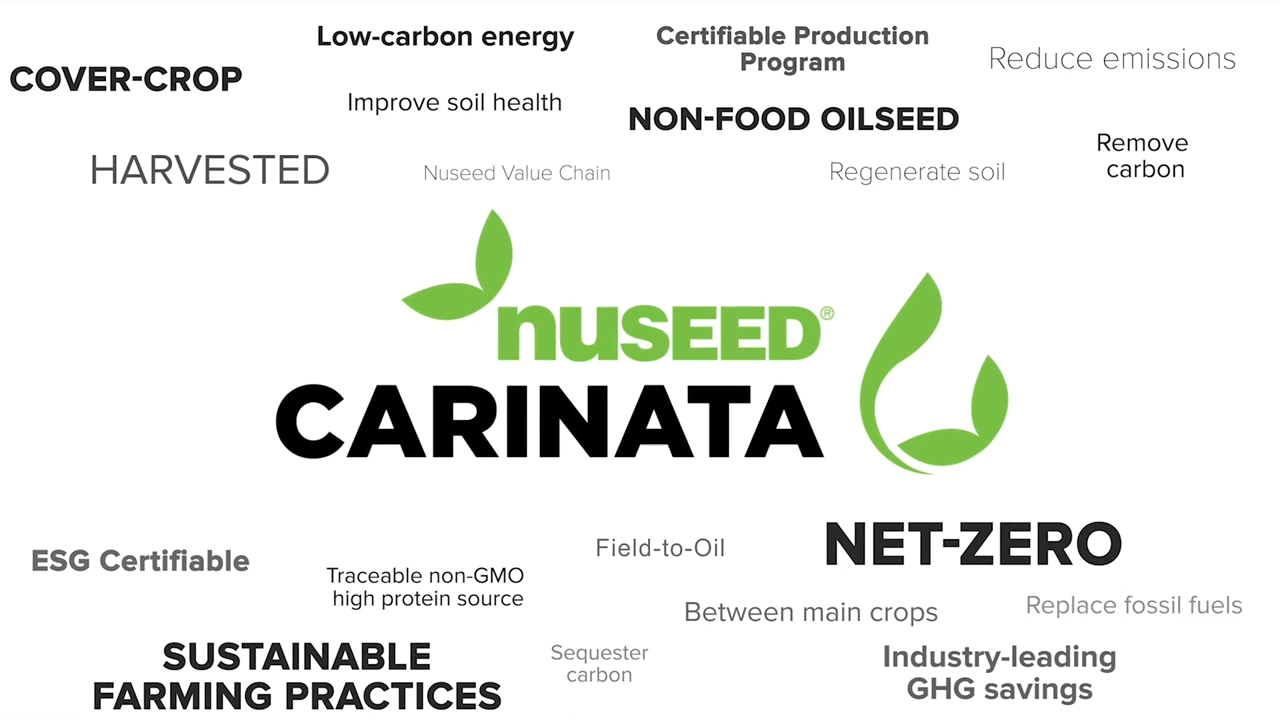 Low-carbon energy
Certifiable Production
Program
Reduce emissions
COVER-CROP
Improve soil health
NON-FOOD OILSEED
Remove
carbon
HARVESTED
Nuseed Value Chain
Regenerate soil
nuseed®
CARINATA
NET-ZERO
ESG Certifiable
Field-to-Oil
Traceable non-GMO
high protein source
Between main crops
Replace fossil fuels
SUSTAINABLE
FARMING PRACTICES
Sequester
carbon
Industry-leading
GHG savings